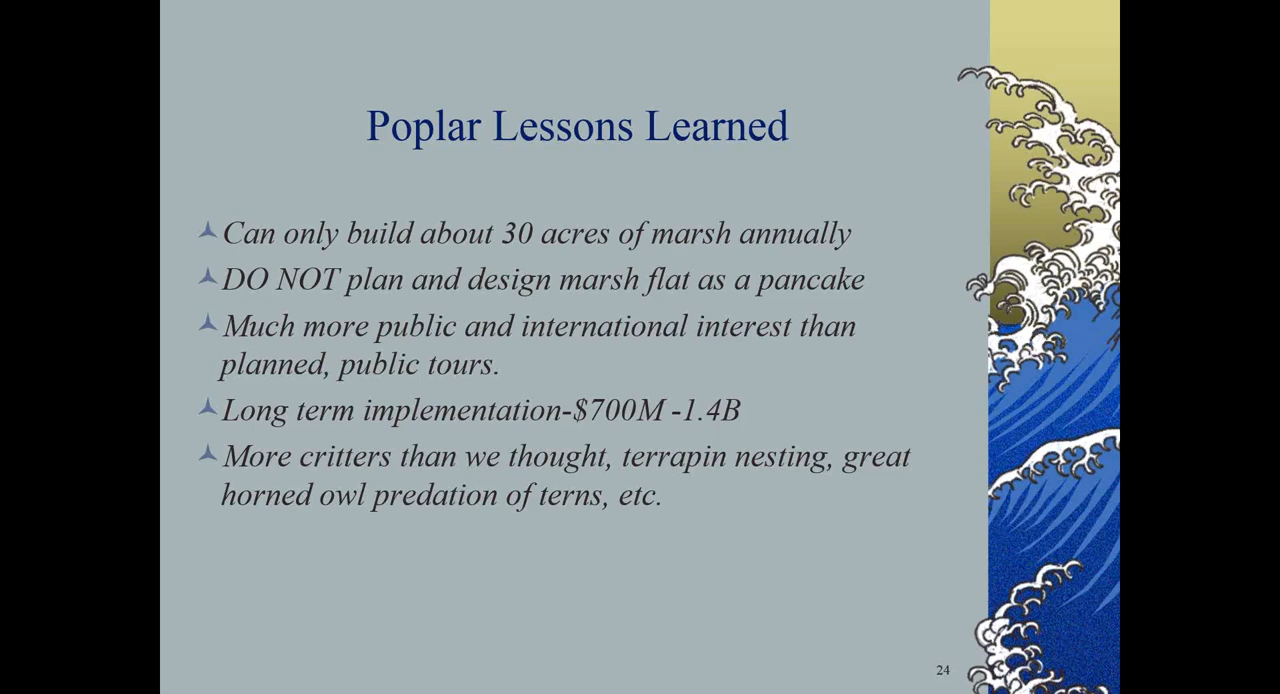 Poplar Lessons Learned
Can only build about 30 acres of marsh annually
DO NOT plan and design marsh flat as a pancake
Much more public and international interest than
planned, public tours.
Long term implementation-$700M -1.4B
More critters than we thought, terrapin nesting, great
horned owl predation of terns, etc.
24